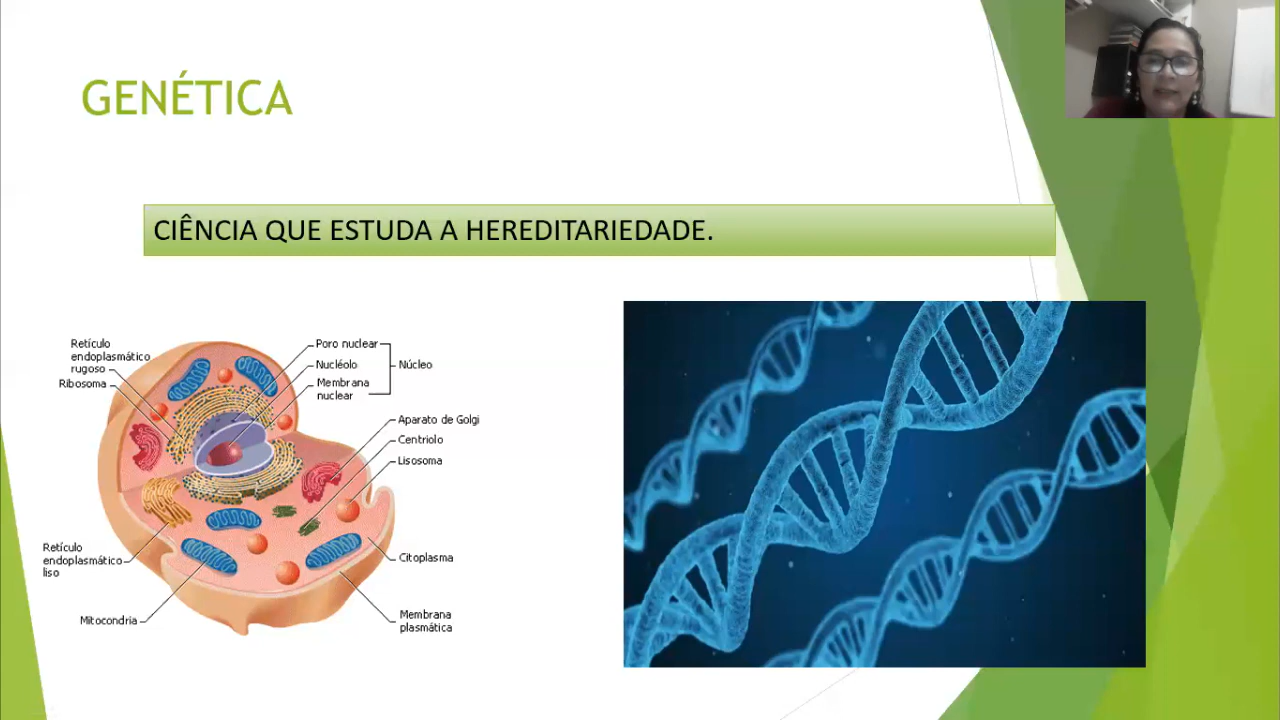 GENÉTICA
CIÊNCIA QUE ESTUDA A HEREDITARIEDADE.
Retículo
endoplasmático
rugoso
Ribosoma
Poro nuclear
Nucléolo
Membrana
nuclear
Núcleo
Aparato de Golgi
Centriolo
Lisosoma
Retículo
endoplasmático
liso
Mitocondria
Citoplasma
Membrana
plasmática